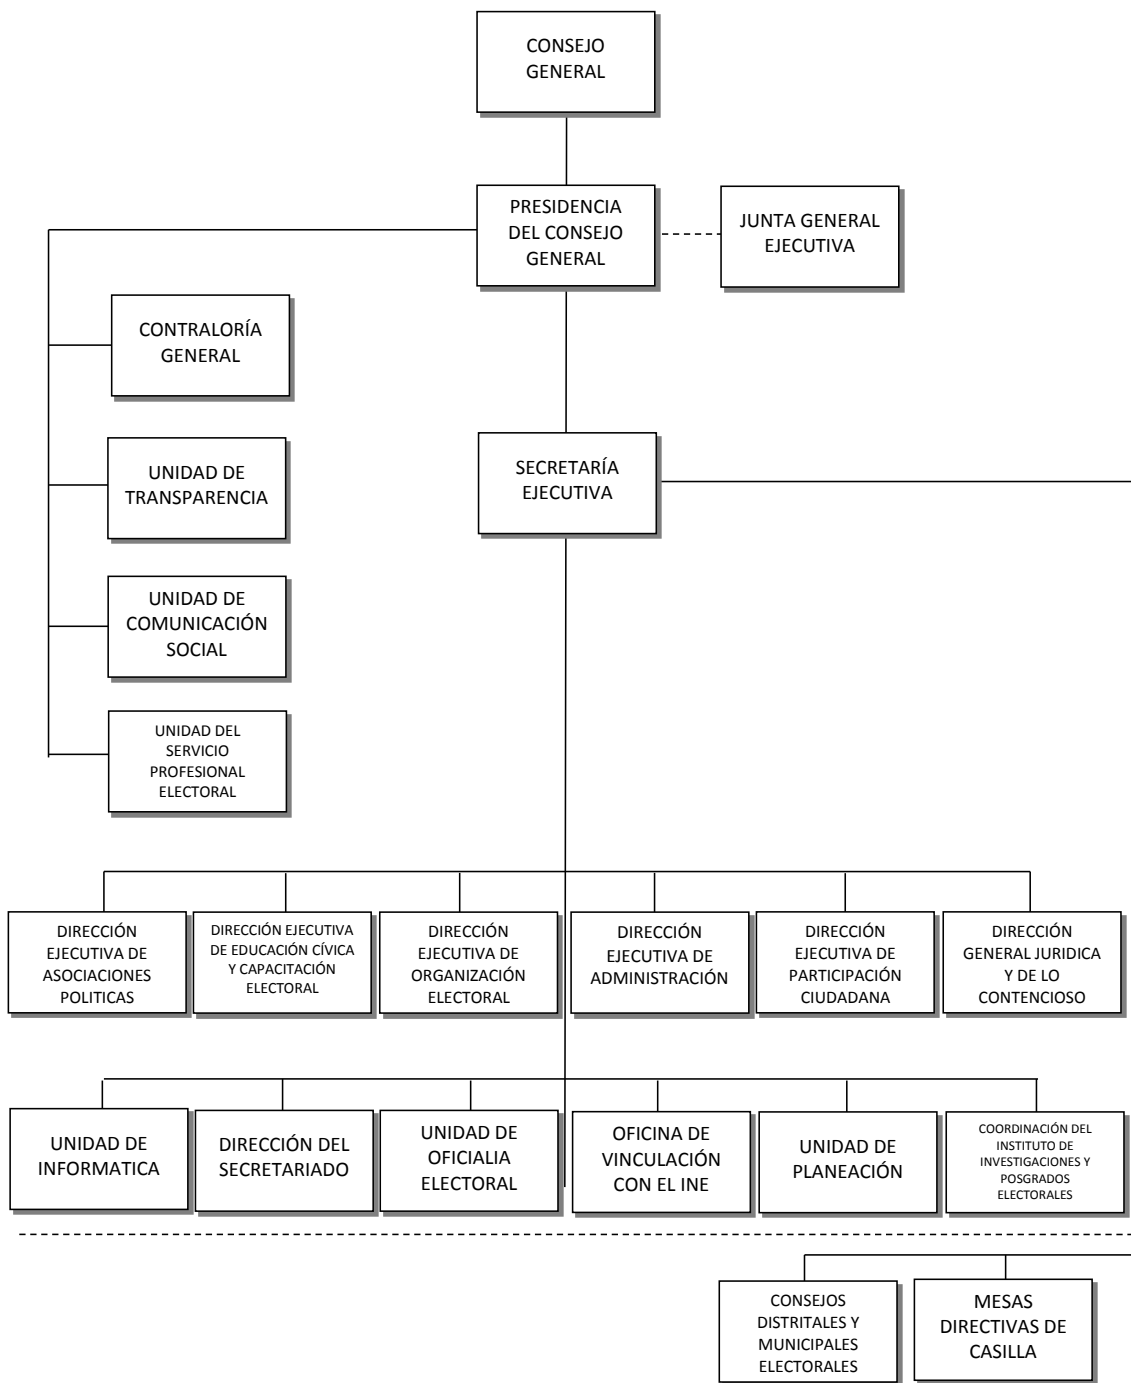 CONSEJO
GENERAL
PRESIDENCIA
DEL CONSEJO
GENERAL
JUNTA GENERAL
EJECUTIVA
CONTRALORÍA
GENERAL
SECRETARÍA
EJECUTIVA
UNIDAD DE
TRANSPARENCIA
UNIDAD DE
COMUNICACIÓN
SOCIAL
UNIDAD DEL
SERVICIO
PROFESIONAL
ELECTORAL
DIRECCIÓN
EJECUTIVA DE
ASOCIACIONES
POLITICAS
DIRECCIÓN EJECUTIVA
DE EDUCACIÓN CÍVICA
Y CAPACITACIÓN
ELECTORAL
DIRECCIÓN
EJECUTIVA DE
ORGANIZACIÓN
ELECTORAL
DIRECCIÓN
EJECUTIVA DE
ADMINISTRACIÓN
DIRECCIÓN
EJECUTIVA DE
PARTICIPACIÓN
CIUDADANA
DIRECCIÓN
GENERAL JURIDICA
Y DE LO
CONTENCIOSO
UNIDAD DE
INFORMATICA
DIRECCIÓN DEL
SECRETARIADO
UNIDAD DE
OFICIALIA
ELECTORAL
OFICINA DE
VINCULACIÓN
CON EL INE
UNIDAD DE
PLANEACIÓN
COORDINACIÓN DEL
INSTITUTO DE
INVESTIGACIONES Y
POSGRADOS
ELECTORALES
CONSEJOS
DISTRITALES Y
MUNICIPALES
ELECTORALES
MESAS
DIRECTIVAS DE
CASILLA